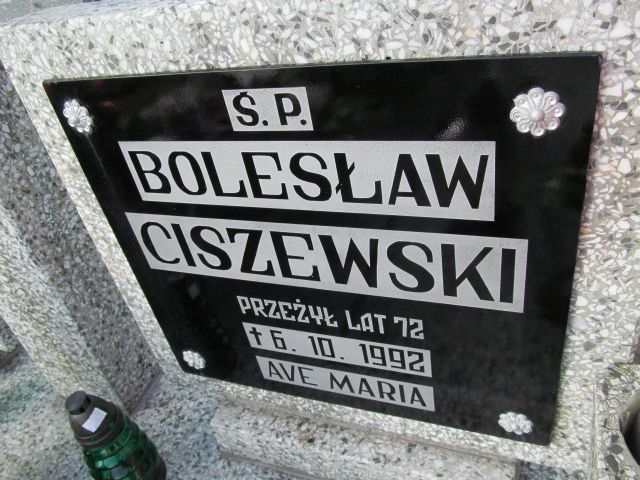 Ś.P.
BOLESŁAW
CISZEWSKI
PRZEŻYŁ LAT 72
✝ 6. 10. 1992
AVE MARIA